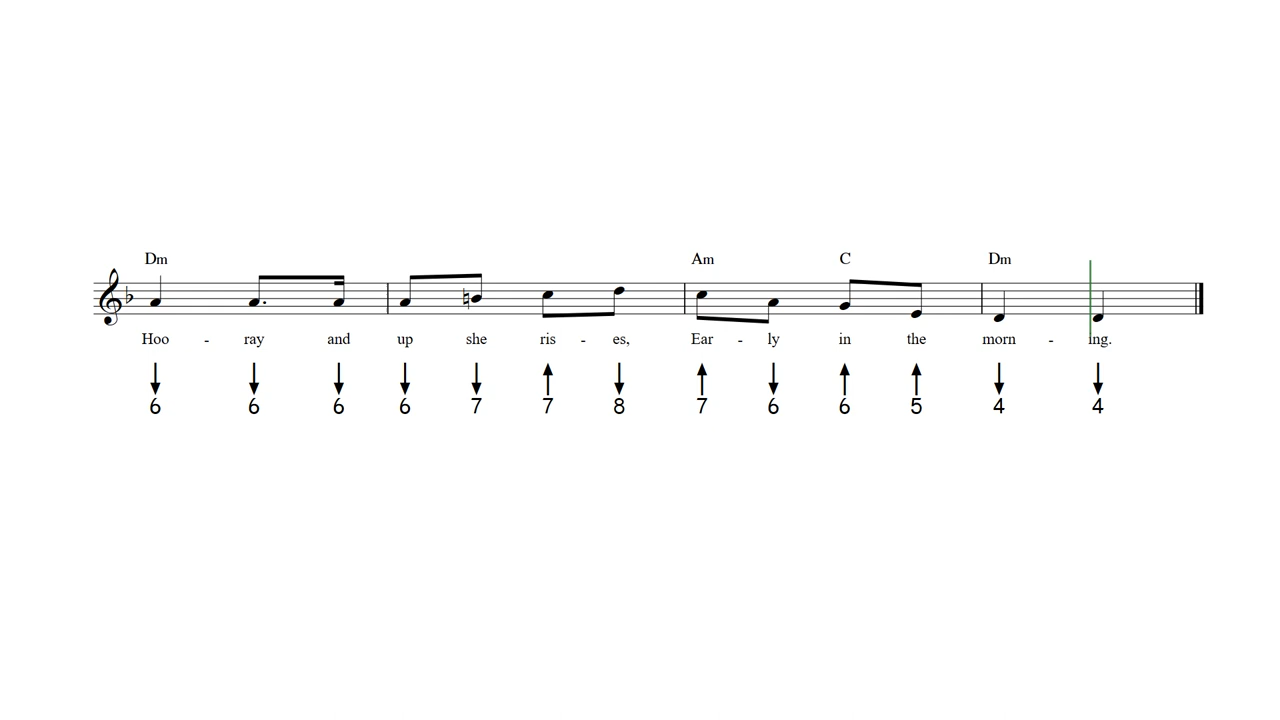 Dm Am C Dm
Hoo - ray and up she ris - es, Ear - ly in the morn - ing.
6 6 6 6 7 7 8 7 6 6 5 4 4